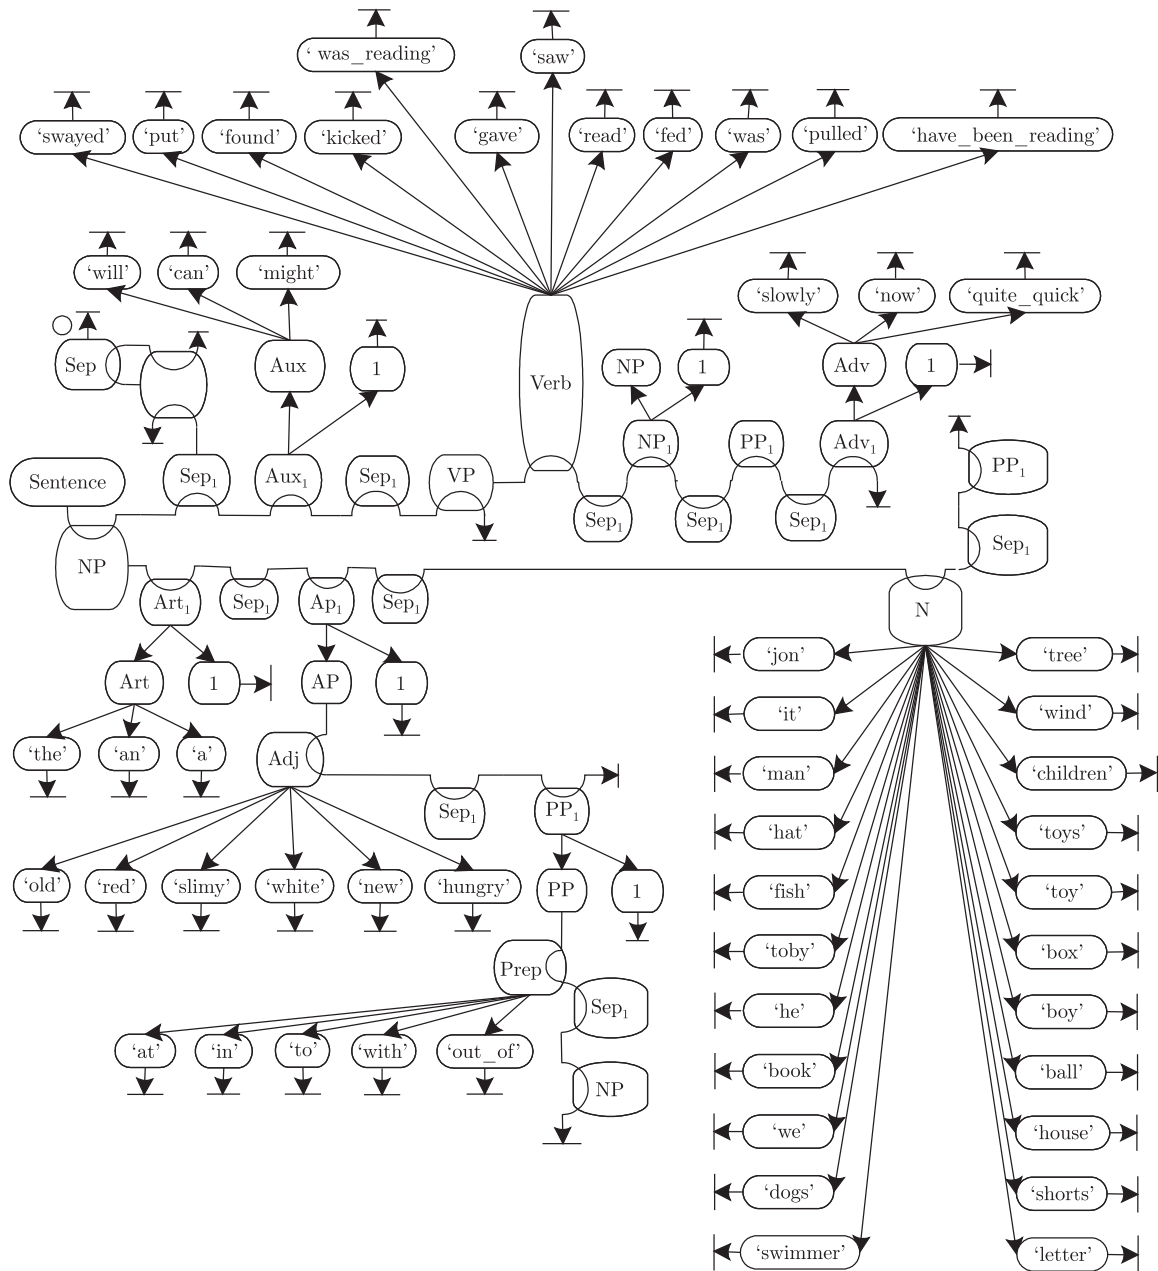 ‘ was_reading’ ‘saw’
‘swayed’ ‘put’ ‘found’ ‘kicked’ ‘gave’ ‘read’ ‘fed’ ‘was’ ‘pulled’ ‘have_been_reading’
‘will’ ‘can’ ‘might’ ‘slowly’ ‘now’ ‘quite_quick’
Sep Aux 1 Verb NP 1 Adv 1
NP₁ PP₁ Adv₁
Sentence Sep₁ Aux₁ Sep₁ VP PP₁
Sep₁ Sep₁ Sep₁
NP Sep₁
Art₁ Sep₁ Ap₁ Sep₁ N
‘jon’ ‘tree’
Art 1 AP 1
‘it’ ‘wind’
‘the’ ‘an’ ‘a’ Adj
‘man’ ‘children’
Sep₁ PP₁
‘hat’ ‘toys’
‘old’ ‘red’ ‘slimy’ ‘white’ ‘new’ ‘hungry’ PP 1 ‘fish’ ‘toy’
‘toby’ ‘box’
Prep
Sep₁ ‘he’ ‘boy’
‘at’ ‘in’ ‘to’ ‘with’ ‘out_of’
‘book’ ‘ball’
NP
‘we’ ‘house’
‘dogs’ ‘shorts’
‘swimmer’ ‘letter’